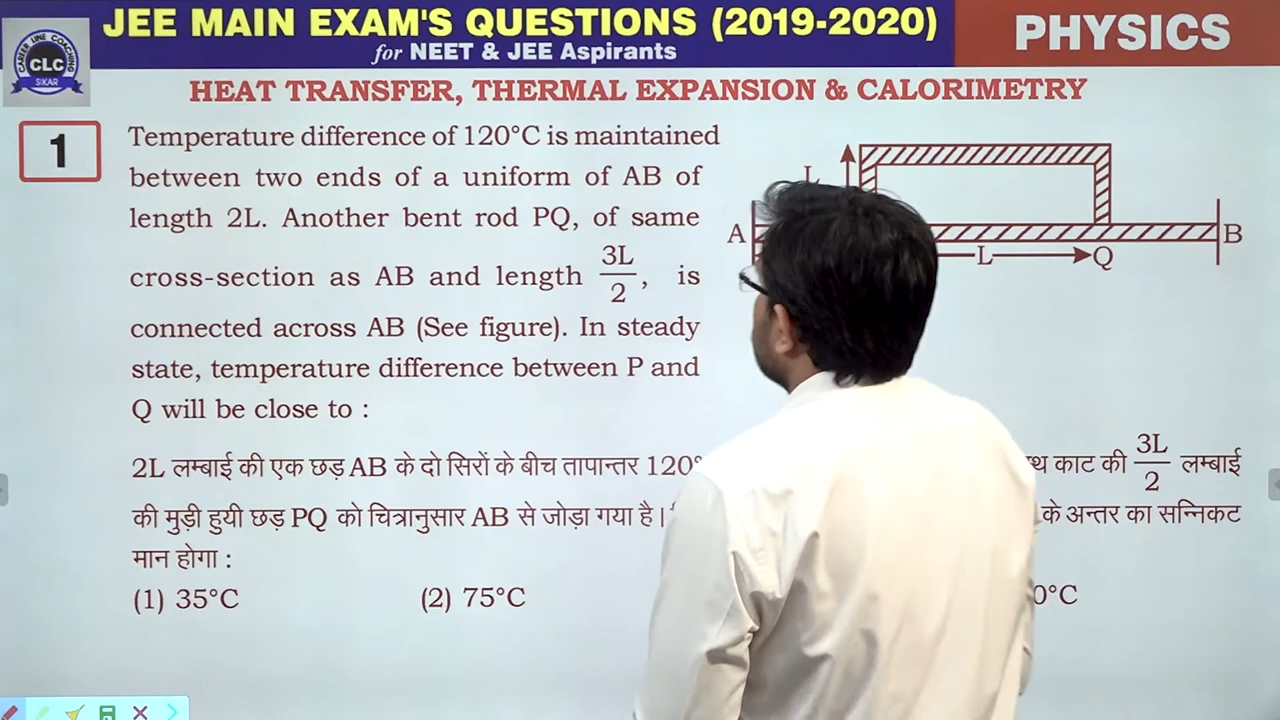 JEE MAIN EXAM'S QUESTIONS (2019-2020)
for NEET & JEE Aspirants
PHYSICS
CAREER LINE COACHING
CLC
SIKAR
HEAT TRANSFER, THERMAL EXPANSION & CALORIMETRY
1
Temperature difference of 120°C is maintained
between two ends of a uniform of AB of
length 2L. Another bent rod PQ, of same
cross-section as AB and length 3L/2, is
connected across AB (See figure). In steady
state, temperature difference between P and
Q will be close to :
A
L
Q
B
2L लम्बाई की एक छड़ AB के दो सिरों के बीच तापान्तर 120° थ काट की 3L/2 लम्बाई
की मुड़ी हुयी छड़ PQ को चित्रानुसार AB से जोड़ा गया है। के अन्तर का सन्निकट
मान होगा :
(1) 35°C (2) 75°C 0°C